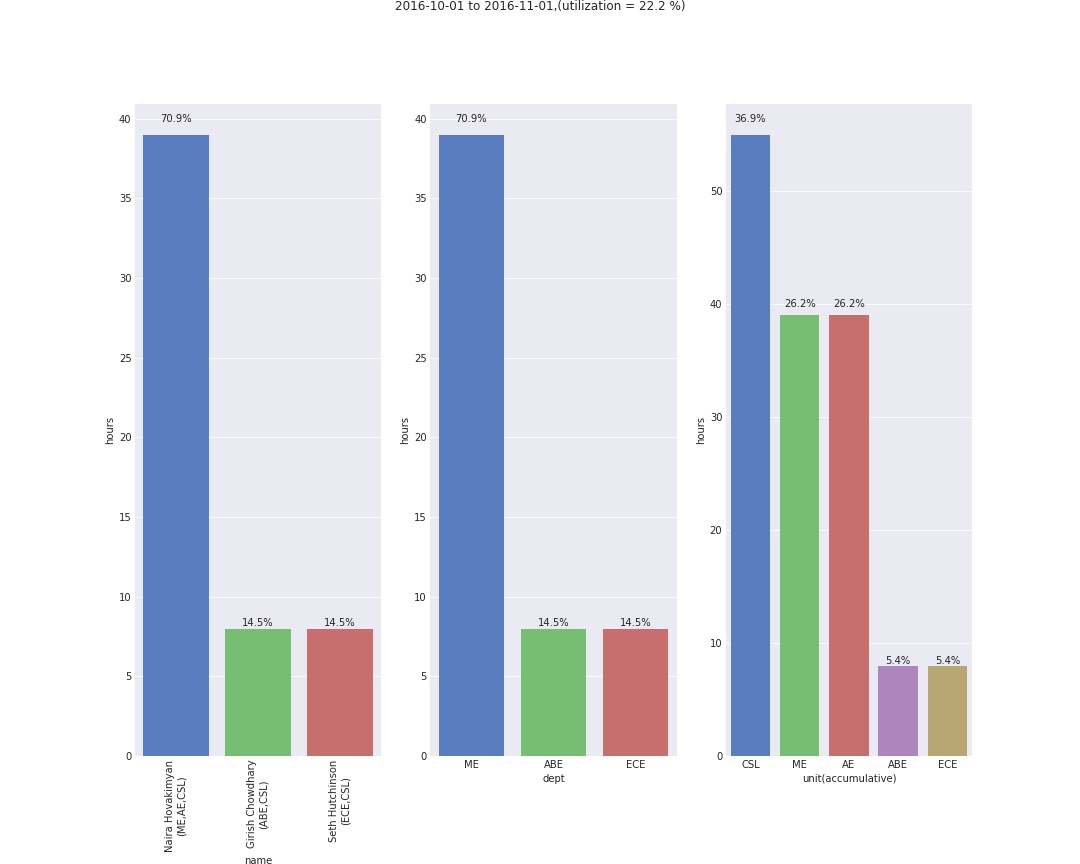 2016-10-01 to 2016-11-01,(utilization = 22.2 %)
40
35
30
25
20
15
10
5
0
hours
70.9%
14.5%
14.5%
Naira Hovakimyan
(ME,AE,CSL)
Girish Chowdhary
(ABE,CSL)
Seth Hutchinson
(ECE,CSL)
name
40
35
30
25
20
15
10
5
0
hours
70.9%
14.5%
14.5%
ME
ABE
ECE
dept
50
40
30
20
10
0
hours
36.9%
26.2%
26.2%
5.4%
5.4%
CSL
ME
AE
ABE
ECE
unit(accumulative)